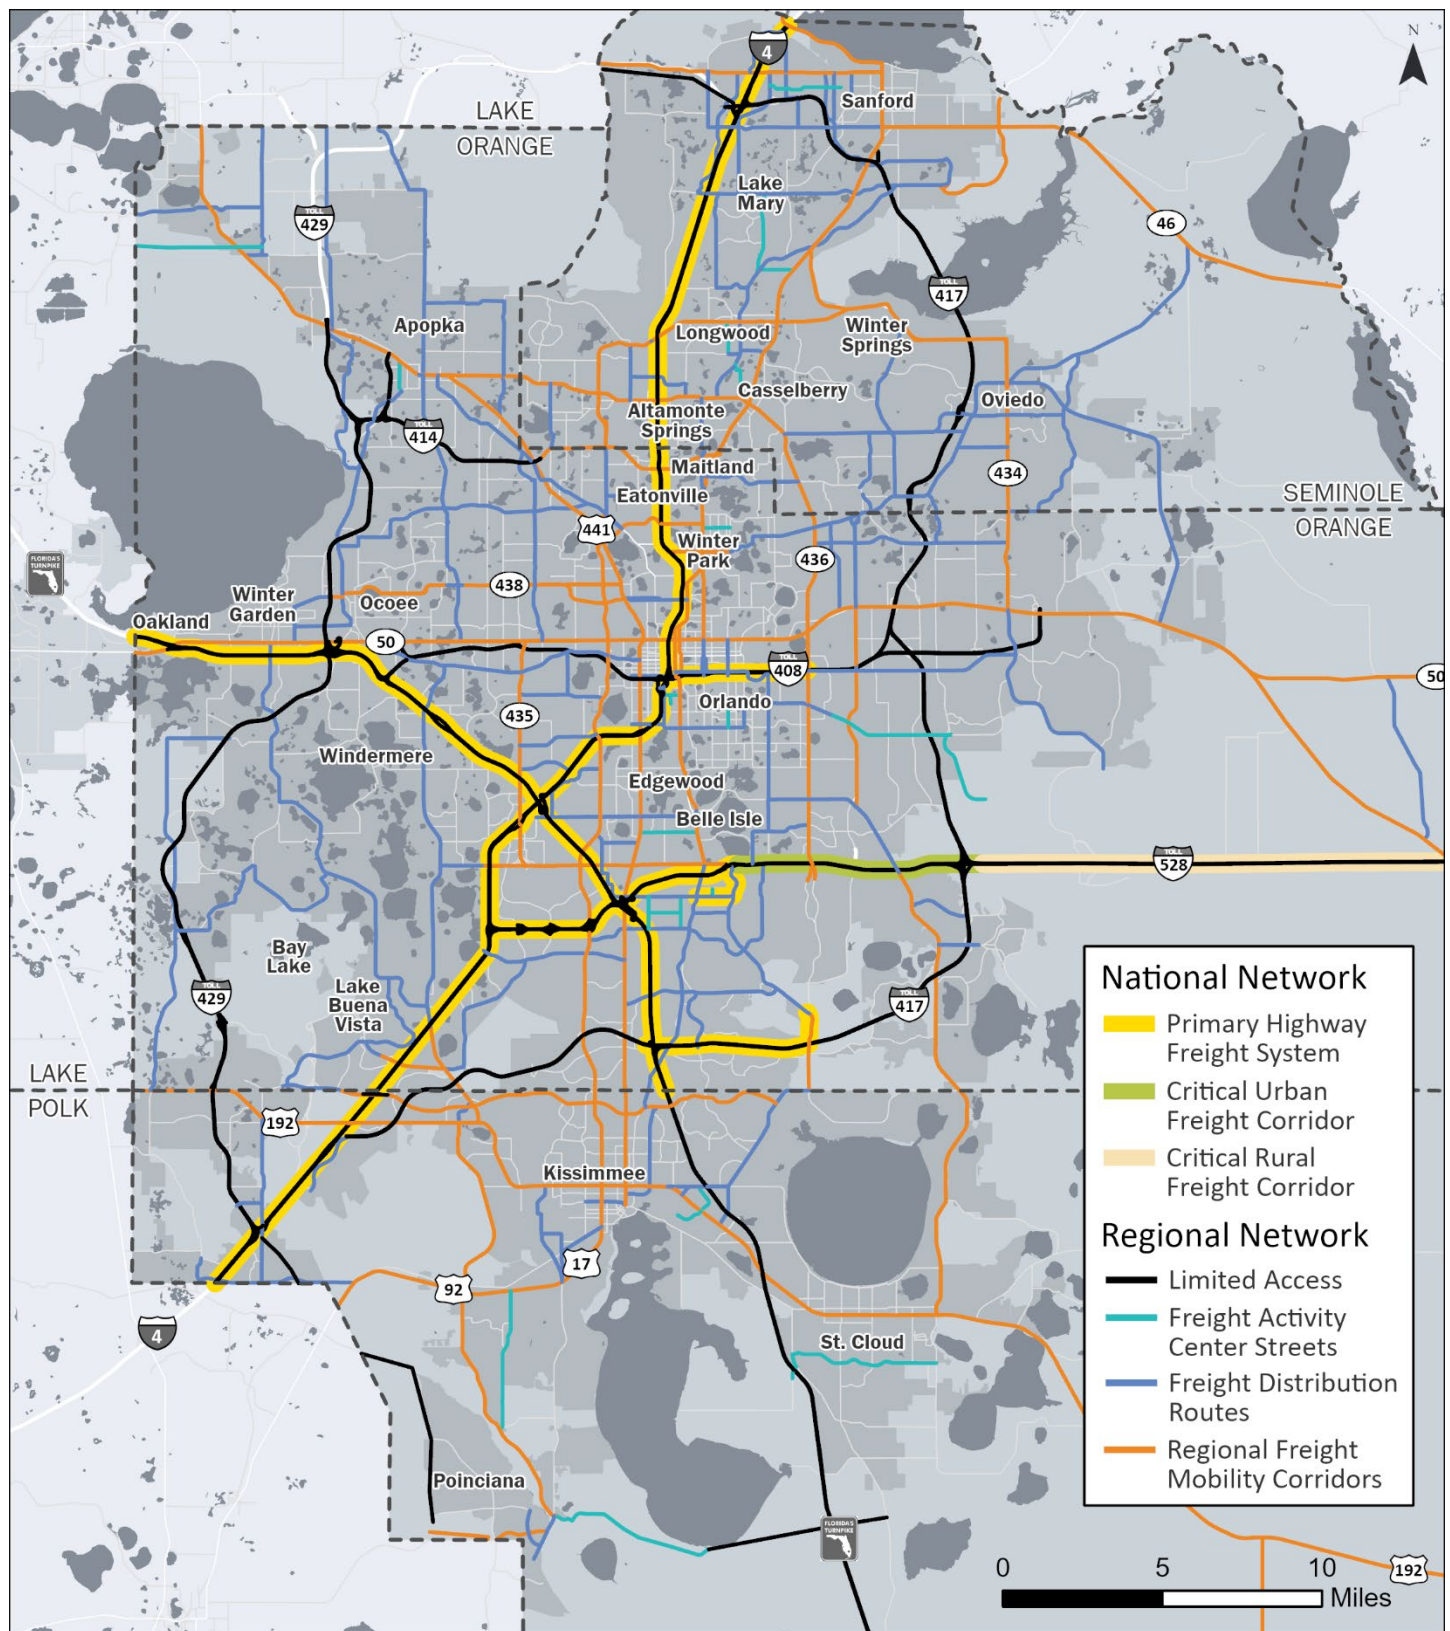 N
4
Sanford
LAKE
ORANGE
Lake
Mary
TOLL
429
46
TOLL
417
Apopka
Longwood
Winter
Springs
Casselberry
Oviedo
Altamonte
Springs
TOLL
414
Maitland
434
Eatonville
SEMINOLE
ORANGE
441
Winter
Park
436
FLORIDA'S
TURNPIKE
438
Winter
Garden
Ocoee
Oakland
50
TOLL
408
50
Orlando
435
Windermere
Edgewood
Belle Isle
TOLL
528
Bay
Lake
Lake
Buena
Vista
TOLL
429
TOLL
417
LAKE
POLK
192
Kissimmee
17
92
4
St. Cloud
Poinciana
FLORIDA'S
TURNPIKE
192
National Network
Primary Highway
Freight System
Critical Urban
Freight Corridor
Critical Rural
Freight Corridor
Regional Network
Limited Access
Freight Activity
Center Streets
Freight Distribution
Routes
Regional Freight
Mobility Corridors
0 5 10
Miles